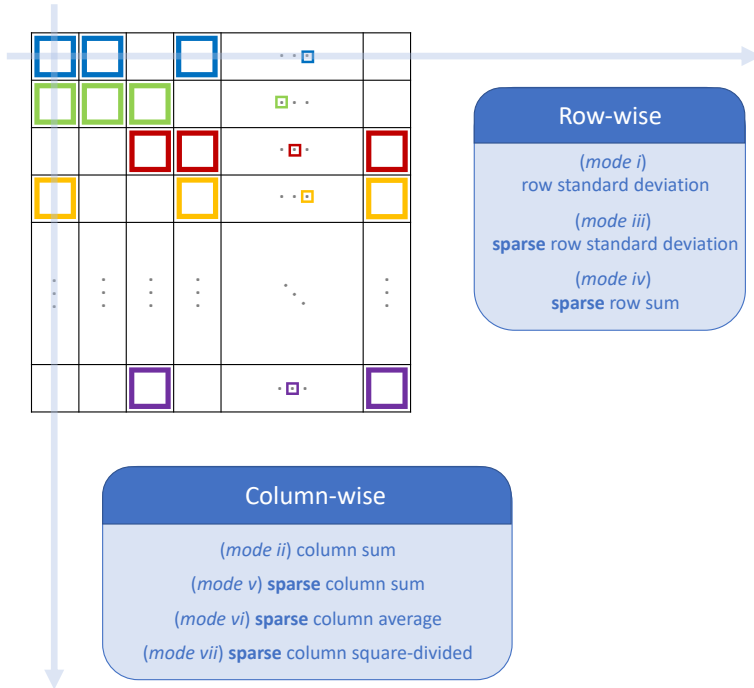 Row-wise
(mode i)
row standard deviation
(mode iii)
sparse row standard deviation
(mode iv)
sparse row sum
Column-wise
(mode ii) column sum
(mode v) sparse column sum
(mode vi) sparse column average
(mode vii) sparse column square-divided